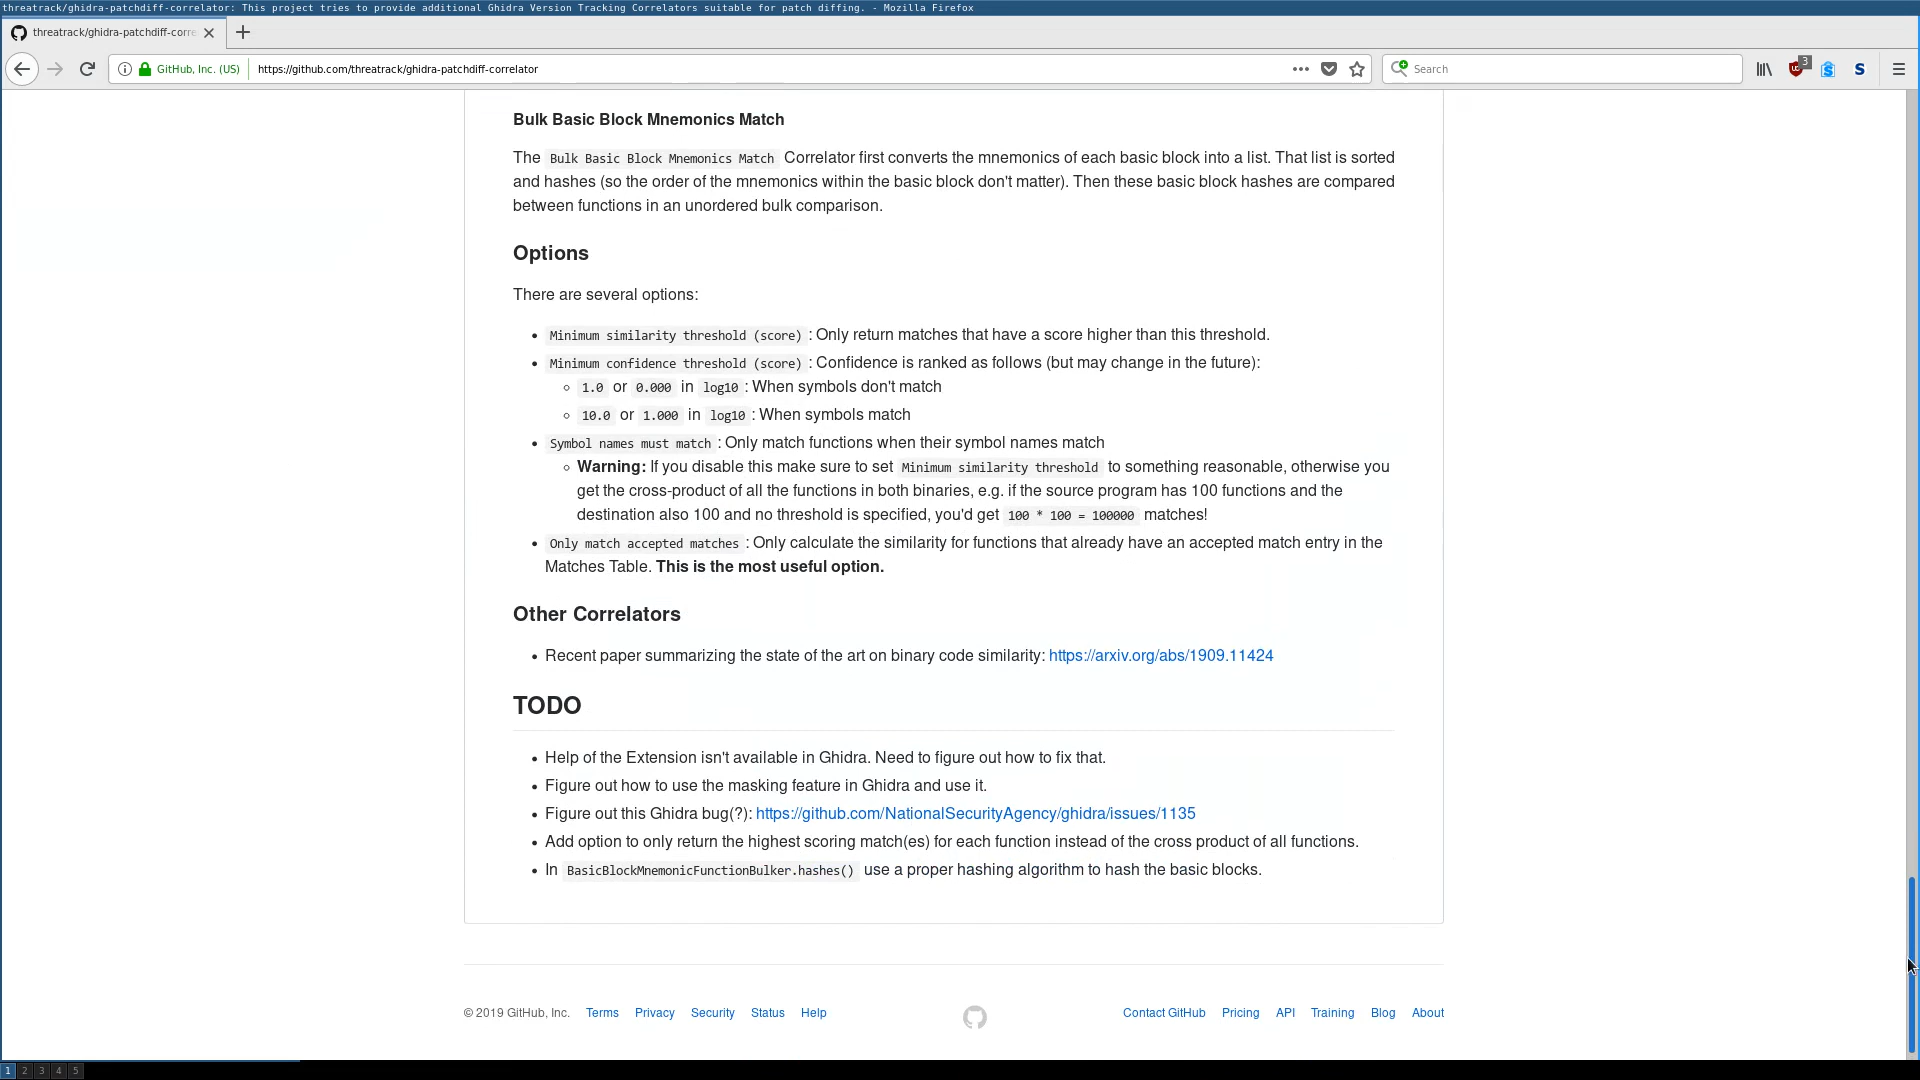 threatrack/ghidra-patchdiff-correlator: This project tries to provide additional Ghidra Version Tracking Correlators suitable for patch diffing. - Mozilla Firefox
threatrack/ghidra-patchdiff-corre
GitHub, Inc. (US)
https://github.com/threatrack/ghidra-patchdiff-correlator
Search
3
S
S
Bulk Basic Block Mnemonics Match
The Bulk Basic Block Mnemonics Match Correlator first converts the mnemonics of each basic block into a list. That list is sorted
and hashes (so the order of the mnemonics within the basic block don't matter). Then these basic block hashes are compared
between functions in an unordered bulk comparison.
Options
There are several options:
• Minimum similarity threshold (score) : Only return matches that have a score higher than this threshold.
• Minimum confidence threshold (score) : Confidence is ranked as follows (but may change in the future):
◦ 1.0 or 0.000 in log10 : When symbols don't match
◦ 10.0 or 1.000 in log10 : When symbols match
• Symbol names must match : Only match functions when their symbol names match
◦ Warning: If you disable this make sure to set Minimum similarity threshold to something reasonable, otherwise you
get the cross-product of all the functions in both binaries, e.g. if the source program has 100 functions and the
destination also 100 and no threshold is specified, you'd get 100 * 100 = 100000 matches!
• Only match accepted matches : Only calculate the similarity for functions that already have an accepted match entry in the
Matches Table. This is the most useful option.
Other Correlators
• Recent paper summarizing the state of the art on binary code similarity: https://arxiv.org/abs/1909.11424
TODO
• Help of the Extension isn't available in Ghidra. Need to figure out how to fix that.
• Figure out how to use the masking feature in Ghidra and use it.
• Figure out this Ghidra bug(?): https://github.com/NationalSecurityAgency/ghidra/issues/1135
• Add option to only return the highest scoring match(es) for each function instead of the cross product of all functions.
• In BasicBlockMnemonicFunctionBulker.hashes() use a proper hashing algorithm to hash the basic blocks.
© 2019 GitHub, Inc. Terms Privacy Security Status Help
Contact GitHub Pricing API Training Blog About
1 2 3 4 5